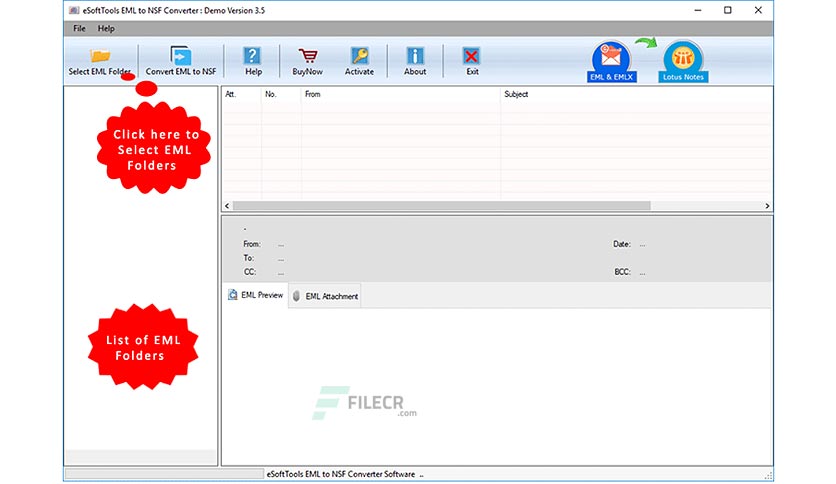 eSoftTools EML to NSF Converter : Demo Version 3.5
File Help
Select EML Folder Convert EML to NSF Help BuyNow Activate About Exit EML & EMLX Lotus Notes
Att. No. From Subject
Click here to
Select EML
Folders
.
From: ... Date: ...
To: ...
CC: ... BCC: ...
EML Preview EML Attachment
List of EML
Folders
FILECR
.com
eSoftTools EML to NSF Converter Software ..